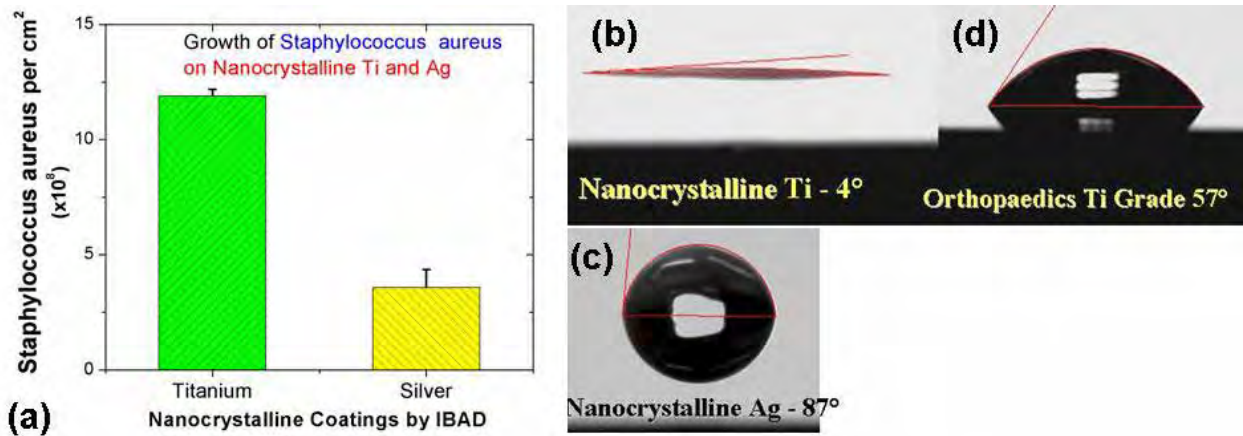 Growth of Staphylococcus aureus
on Nanocrystalline Ti and Ag
Staphylococcus aureus per cm2
(x10⁸)
15
10
5
0
Titanium
Silver
Nanocrystalline Coatings by IBAD
(a)
(b)
Nanocrystalline Ti - 4°
(d)
Orthopaedics Ti Grade 57°
(c)
Nanocrystalline Ag - 87°